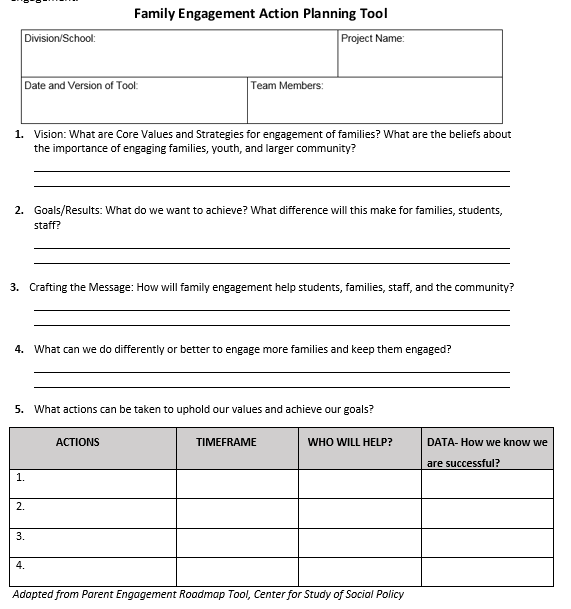 Family Engagement Action Planning Tool
Division/School:
Project Name:
Date and Version of Tool:
Team Members:
1. Vision: What are Core Values and Strategies for engagement of families? What are the beliefs about
the importance of engaging families, youth, and larger community?
2. Goals/Results: What do we want to achieve? What difference will this make for families, students,
staff?
3. Crafting the Message: How will family engagement help students, families, staff, and the community?
4. What can we do differently or better to engage more families and keep them engaged?
5. What actions can be taken to uphold our values and achieve our goals?
ACTIONS
TIMEFRAME
WHO WILL HELP?
DATA- How we know we
are successful?
1.
2.
3.
4.
Adapted from Parent Engagement Roadmap Tool, Center for Study of Social Policy